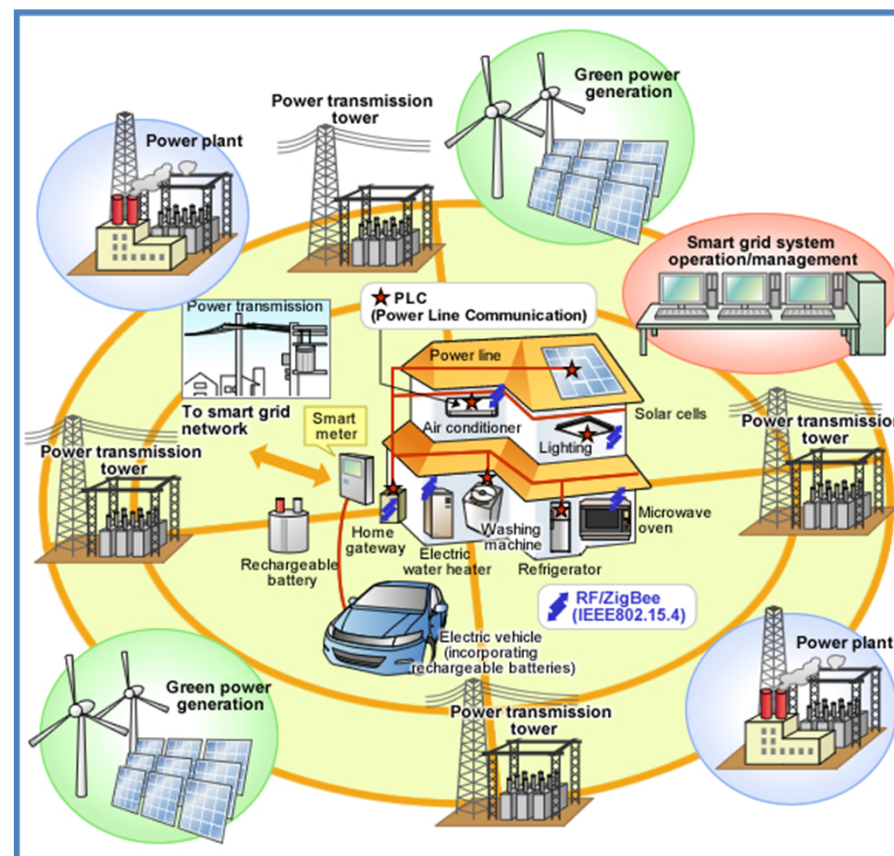 Green power
generation
Power transmission
tower
Power plant
Smart grid system
operation/management
PLC
(Power Line Communication)
Power transmission
Power line
To smart grid
network
Smart
meter
Air conditioner
Solar cells
Lighting
Power transmission
tower
Power transmission
tower
Microwave
oven
Home
gateway
Washing
machine
Electric
water heater
Refrigerator
Rechargeable
battery
RF/ZigBee
(IEEE802.15.4)
Electric vehicle
(incorporating
rechargeable batteries)
Power plant
Green power
generation
Power transmission
tower